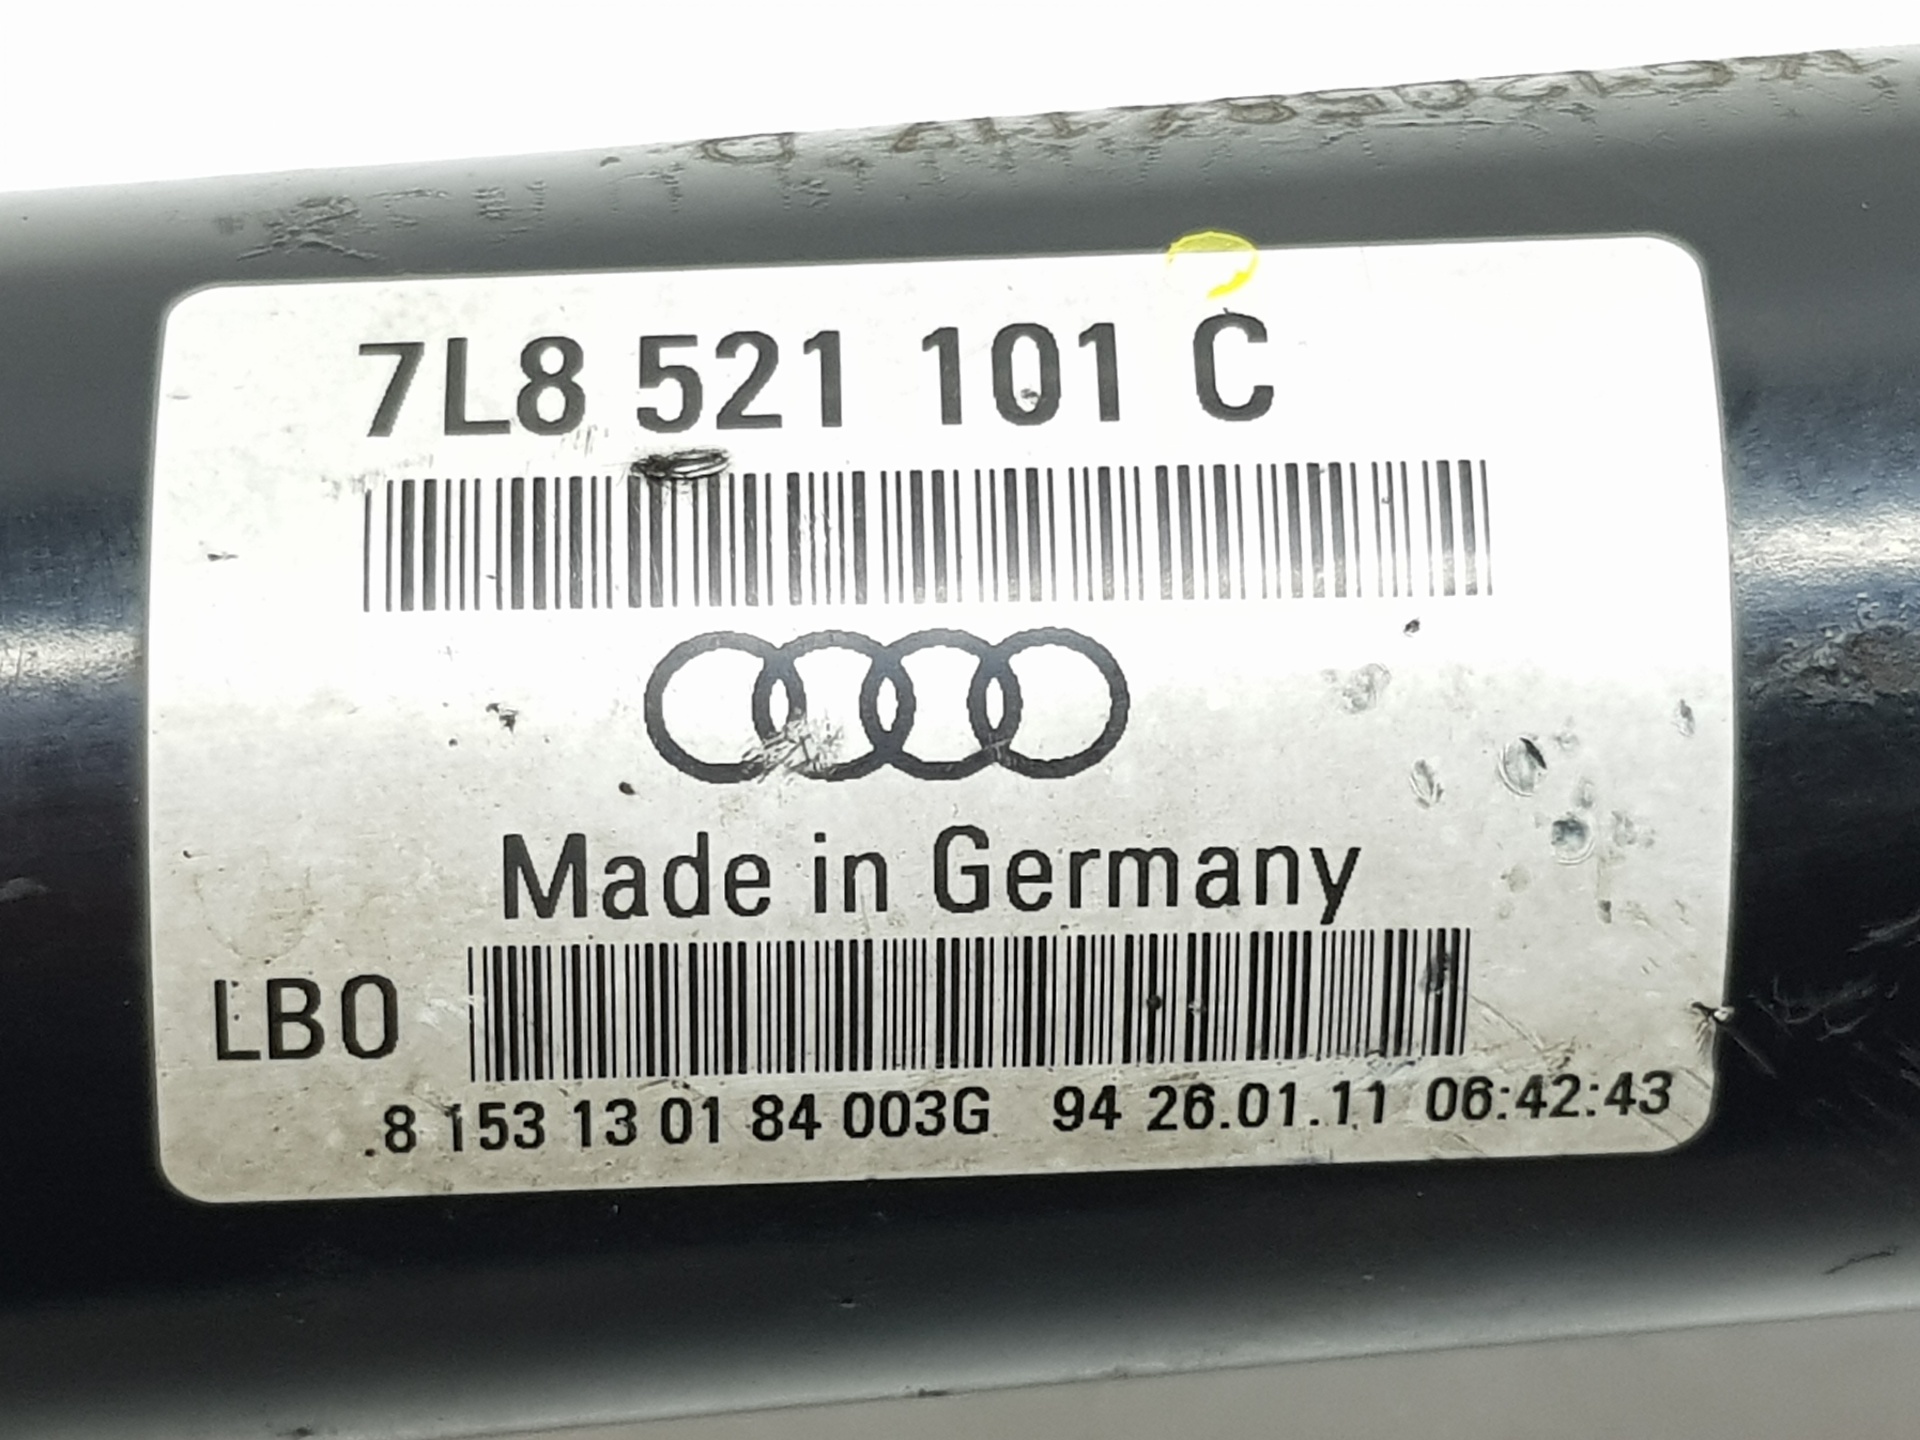 7L8 521 101 C
Made in Germany
LB0
.8 153 13 01 84 003G 94 26.01.11 06:42:43